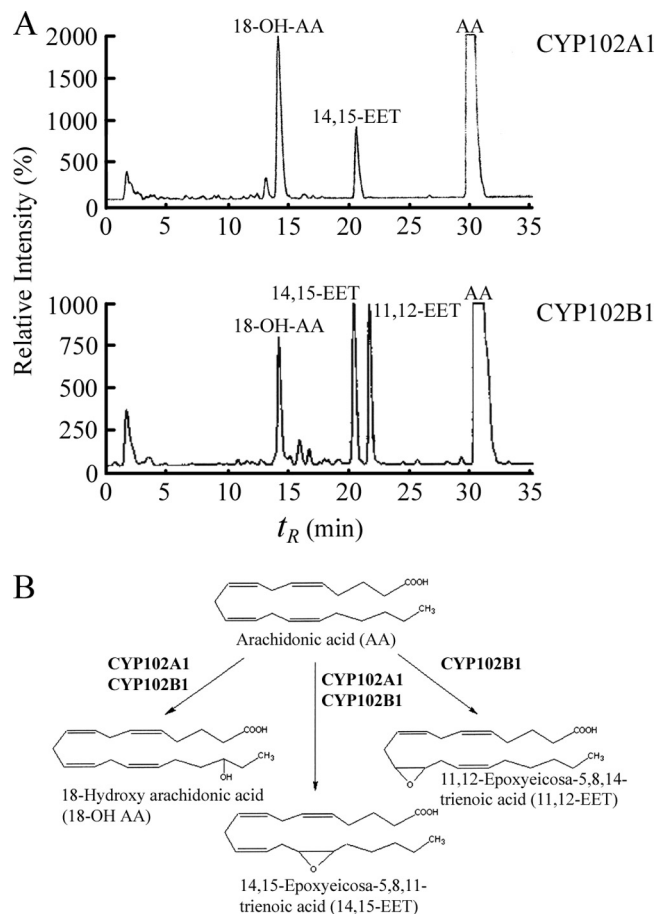 A
CYP102A1
Relative Intensity (%)
18-OH-AA
AA
14,15-EET
2000
1500
1000
500
0
0 5 10 15 20 25 30 35
CYP102B1
14,15-EET
AA
11,12-EET
18-OH-AA
1000
750
500
250
0
0 5 10 15 20 25 30 35
tR (min)
B
COOH
CH3
Arachidonic acid (AA)
CYP102A1
CYP102B1
CYP102A1
CYP102B1
CYP102B1
COOH
CH3
OH
18-Hydroxy arachidonic acid
(18-OH AA)
COOH
CH3
O
11,12-Epoxyeicosa-5,8,14-
trienoic acid (11,12-EET)
COOH
CH3
O
14,15-Epoxyeicosa-5,8,11-
trienoic acid (14,15-EET)